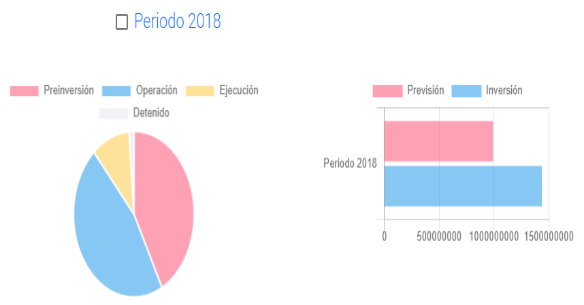 Periodo 2018
Preinversión Operación Ejecución
Detenido
Previsión Inversión
Periodo 2018
0 500000000 1000000000 1500000000